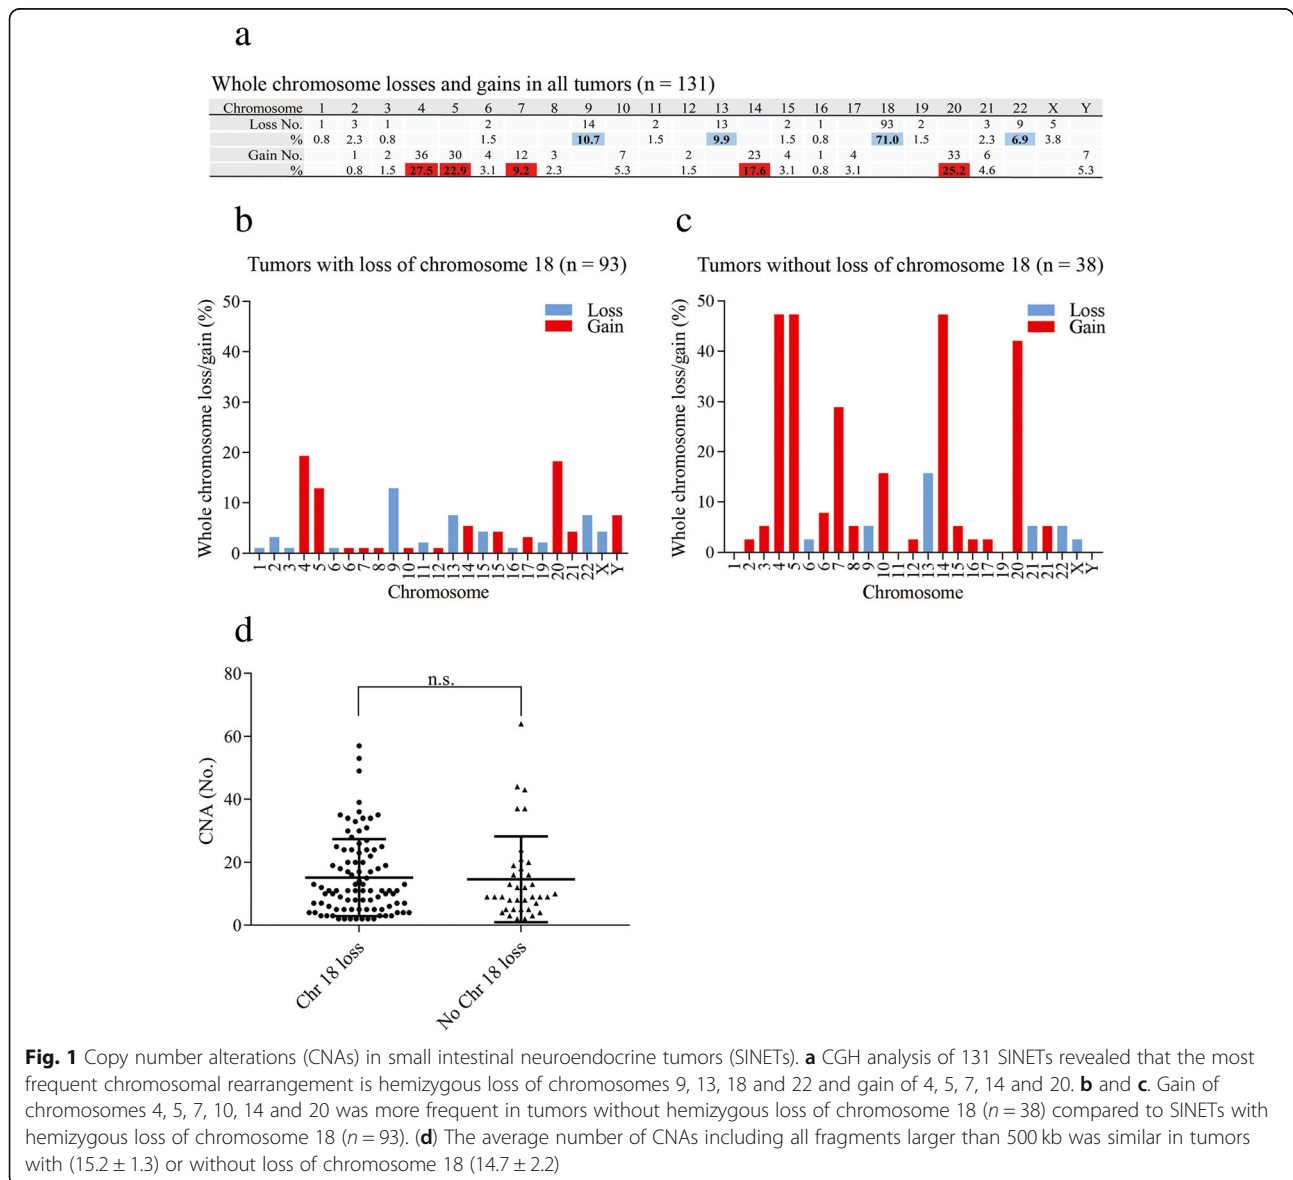 a
Whole chromosome losses and gains in all tumors (n = 131)
Chromosome 1 2 3 4 5 6 7 8 9 10 11 12 13 14 15 16 17 18 19 20 21 22 X Y
Loss No. 1 3 1 2 14 2 13 2 1 93 2 3 9 5
% 0.8 2.3 0.8 1.5 10.7 1.5 9.9 1.5 0.8 71.0 1.5 2.3 6.9 3.8
Gain No. 1 2 36 30 4 12 3 7 2 23 4 1 4 33 6 7
% 0.8 1.5 27.5 22.9 3.1 9.2 2.3 5.3 1.5 17.6 3.1 0.8 3.1 25.2 4.6 5.3
b
Tumors with loss of chromosome 18 (n = 93)
Whole chromosome loss/gain (%)
50
40
30
20
10
0
Loss
Gain
1 2 3 4 5 6 6 7 8 9 10 11 12 13 14 15 15 16 17 19 20 21 22 X Y
Chromosome
c
Tumors without loss of chromosome 18 (n = 38)
Whole chromosome loss/gain (%)
50
40
30
20
10
0
Loss
Gain
1 2 3 4 5 6 6 7 8 9 10 11 12 13 14 15 16 17 19 20 21 21 22 X Y
Chromosome
d
CNA (No.)
80
60
40
20
0
n.s.
Chr 18 loss
No Chr 18 loss
Fig. 1 Copy number alterations (CNAs) in small intestinal neuroendocrine tumors (SINETs). a CGH analysis of 131 SINETs revealed that the most
frequent chromosomal rearrangement is hemizygous loss of chromosomes 9, 13, 18 and 22 and gain of 4, 5, 7, 14 and 20. b and c. Gain of
chromosomes 4, 5, 7, 10, 14 and 20 was more frequent in tumors without hemizygous loss of chromosome 18 (n = 38) compared to SINETs with
hemizygous loss of chromosome 18 (n = 93). (d) The average number of CNAs including all fragments larger than 500 kb was similar in tumors
with (15.2 ± 1.3) or without loss of chromosome 18 (14.7 ± 2.2)